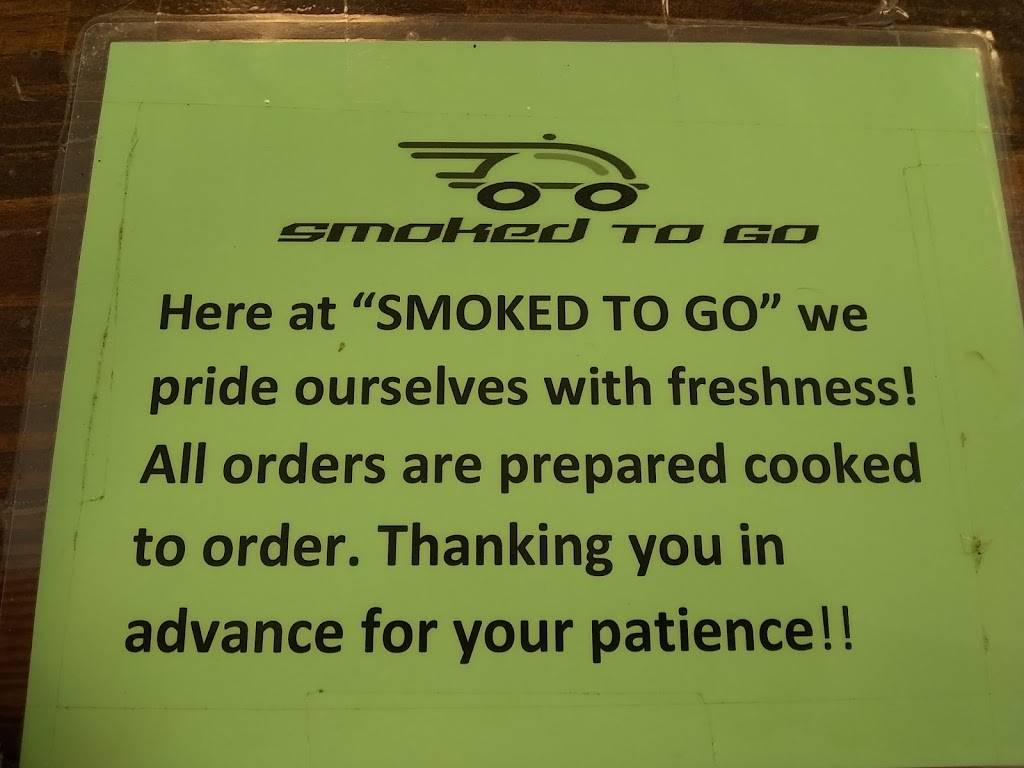 smoked TO GO
Here at “SMOKED TO GO” we
pride ourselves with freshness!
All orders are prepared cooked
to order. Thanking you in
advance for your patience!!